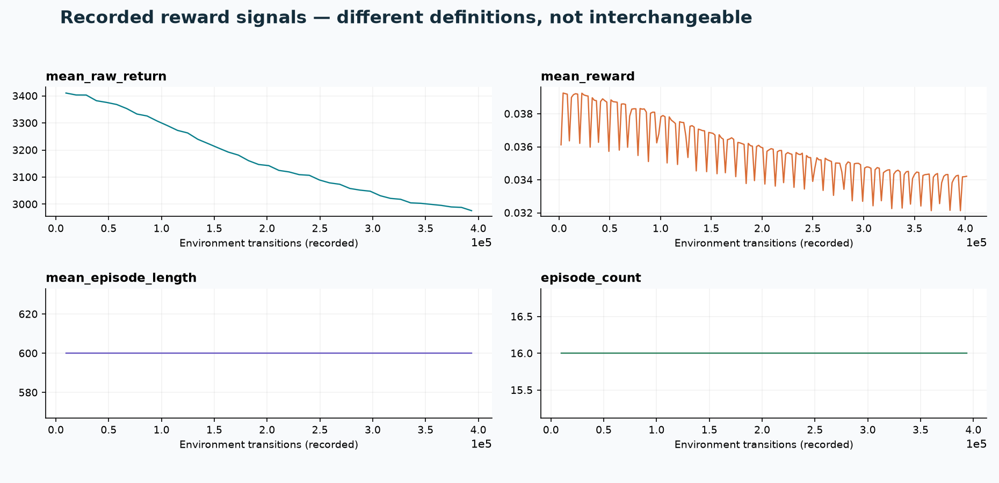 Recorded reward signals — different definitions, not interchangeable
mean_raw_return
3400
3300
3200
3100
3000
0.0 0.5 1.0 1.5 2.0 2.5 3.0 3.5 4.0
1e5
Environment transitions (recorded)
mean_reward
0.038
0.036
0.034
0.032
0.0 0.5 1.0 1.5 2.0 2.5 3.0 3.5 4.0
1e5
Environment transitions (recorded)
mean_episode_length
620
600
580
0.0 0.5 1.0 1.5 2.0 2.5 3.0 3.5 4.0
1e5
Environment transitions (recorded)
episode_count
16.5
16.0
15.5
0.0 0.5 1.0 1.5 2.0 2.5 3.0 3.5 4.0
1e5
Environment transitions (recorded)